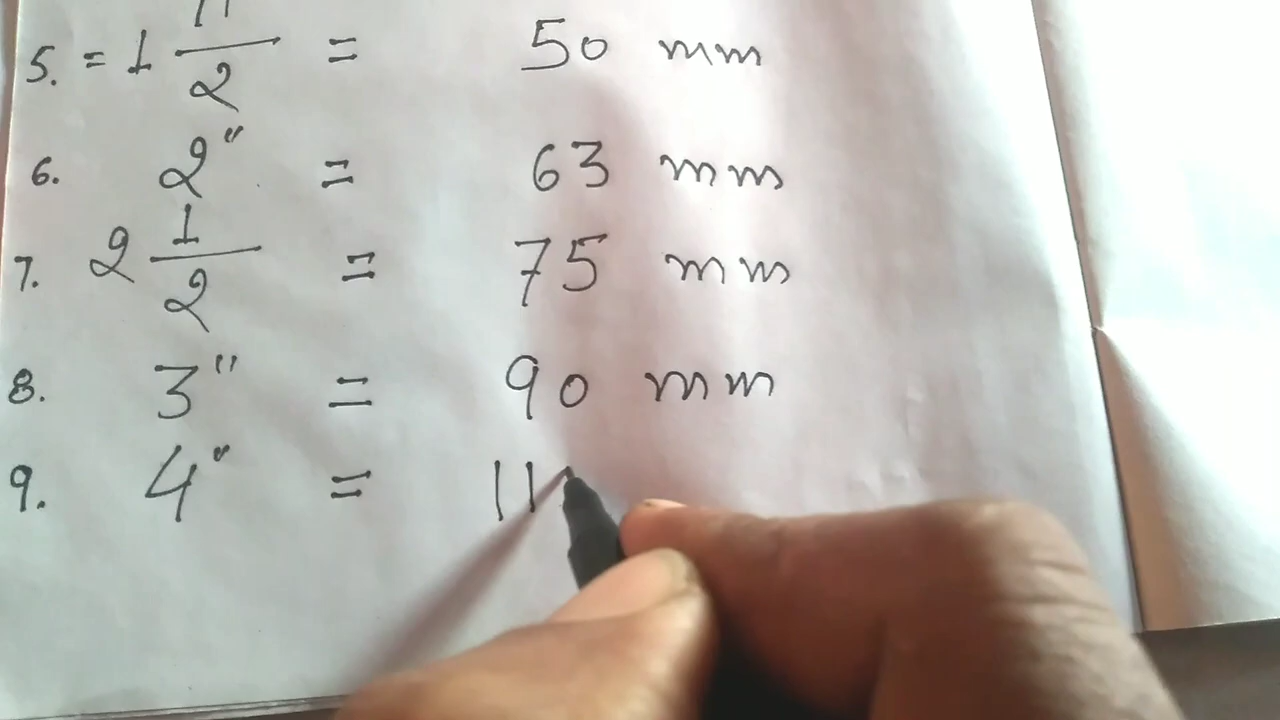 5. = 1 1"/2 = 50 mm
6. 2" = 63 mm
7. 2 1/2 = 75 mm
8. 3" = 90 mm
9. 4" = 11